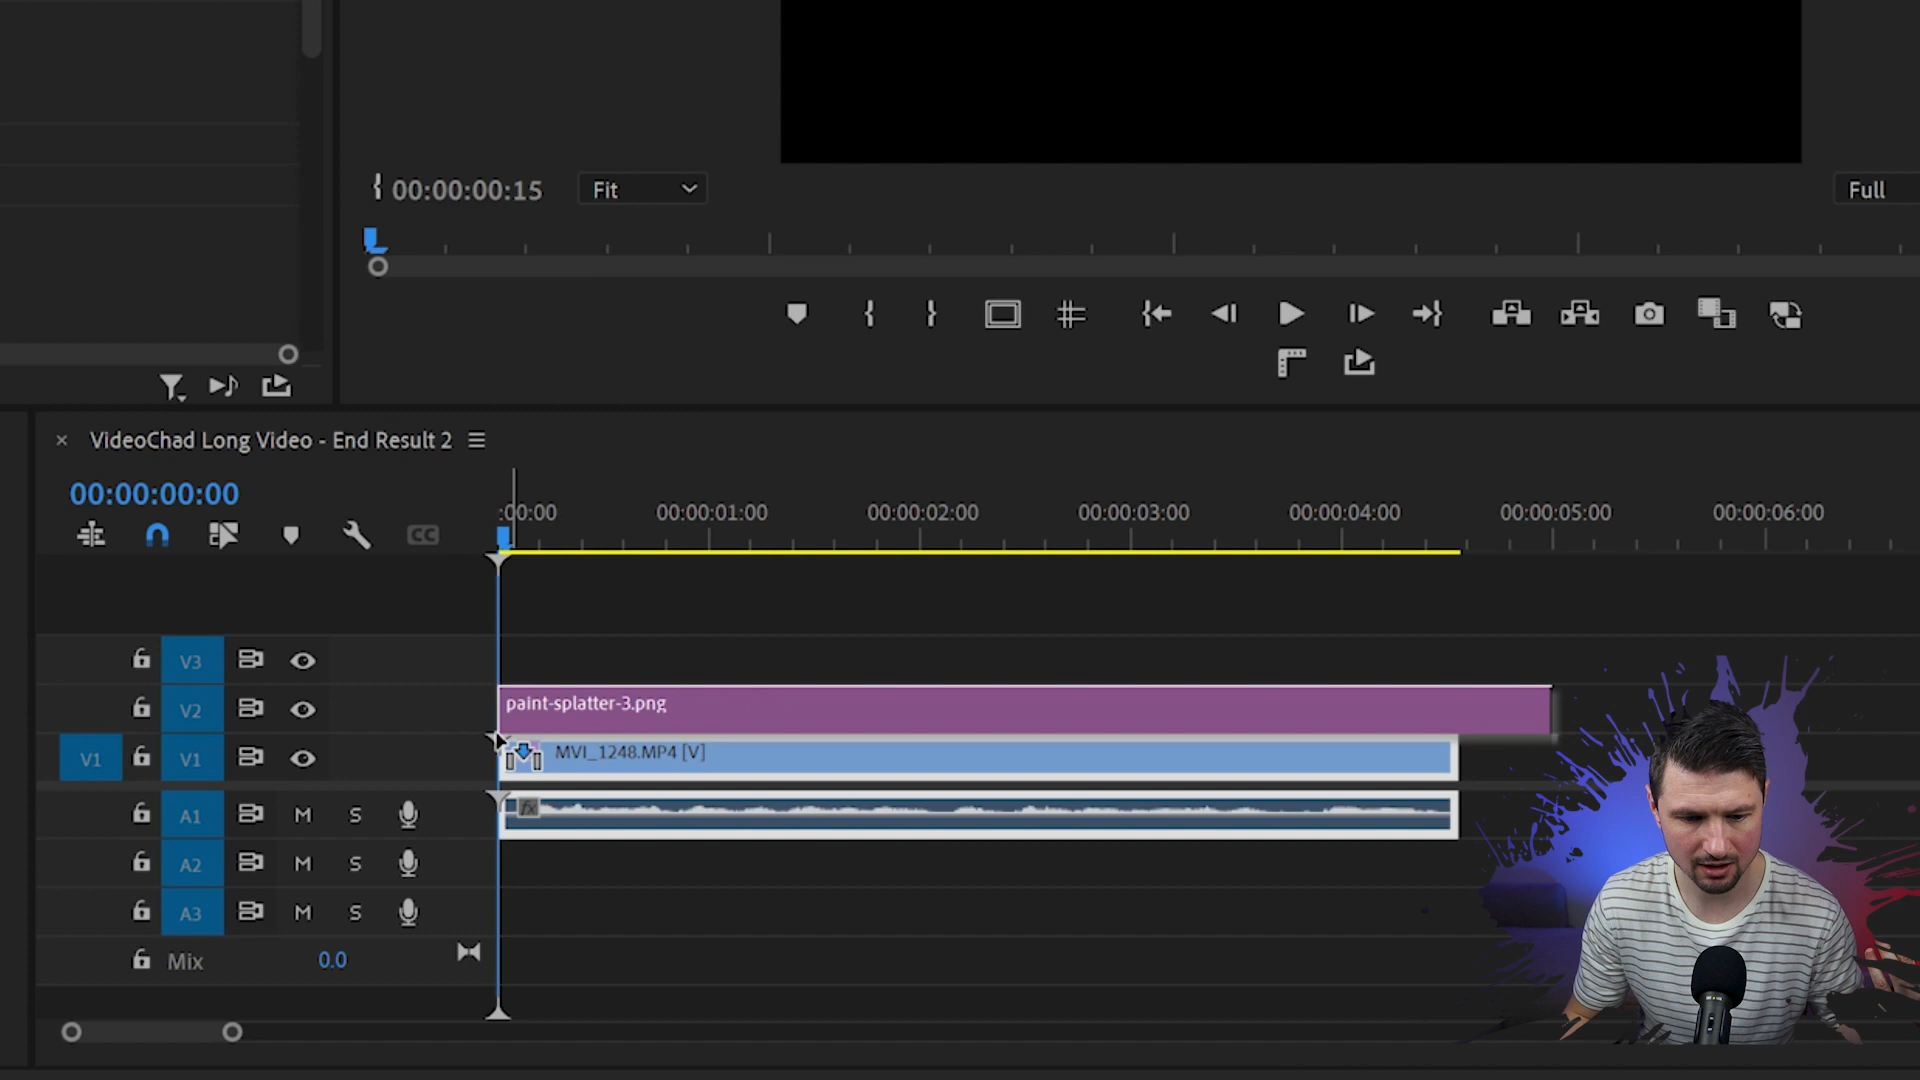 00:00:00:15 Fit Full
VideoChad Long Video - End Result 2
00:00:00:00
:00:00 00:00:01:00 00:00:02:00 00:00:03:00 00:00:04:00 00:00:05:00 00:00:06:00
CC
V3
V2
paint-splatter-3.png
V1 V1
MVI_1248.MP4 [V]
A1 M S
fx
A2 M S
A3 M S
Mix 0.0